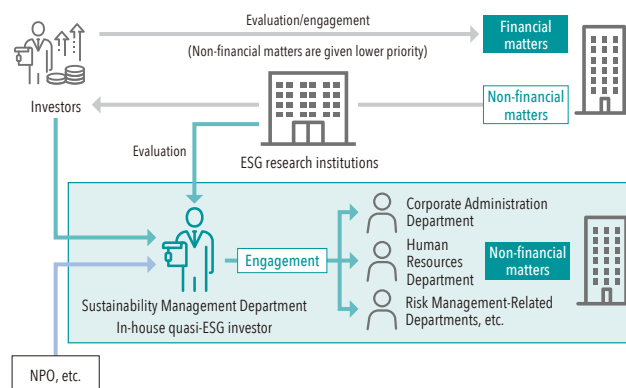 Evaluation/engagement
Financial
matters
(Non-financial matters are given lower priority)
Investors
Non-financial
matters
Evaluation
ESG research institutions
Corporate Administration
Department
Engagement
Human
Resources
Department
Non-financial
matters
Sustainability Management Department
In-house quasi-ESG investor
Risk Management-Related
Departments, etc.
NPO, etc.